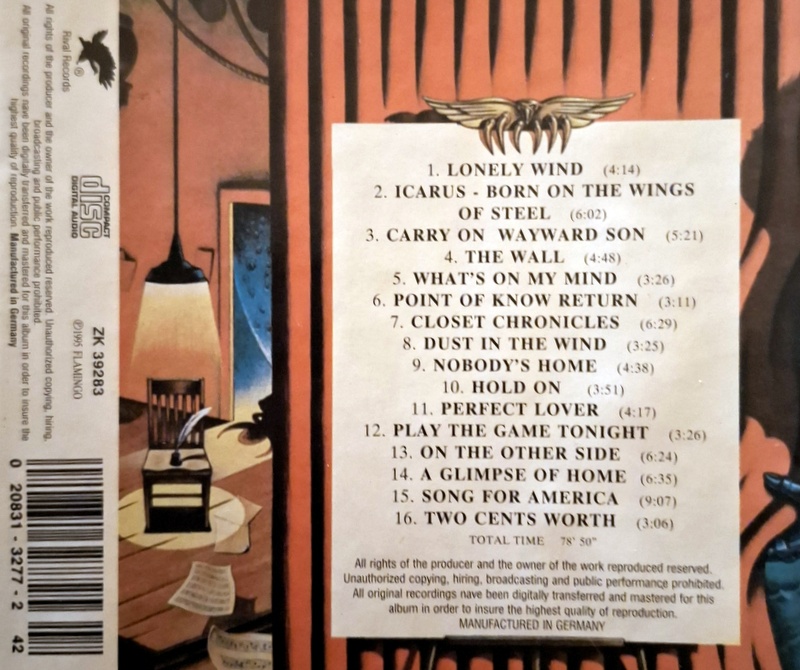 Rival Records
®
All rights of the producer and the owner of the work reproduced reserved. Unauthorized copying, hiring,
broadcasting and public performance prohibited.
All original recordings nave been digitally transferred and mastered for this album in order to insure the
highest quality of reproduction. Manufactured in Germany
COMPACT
disc
DIGITAL AUDIO
ZK 39283
℗1995 FLAMINGO
0 20831 - 3277 - 2 42
1. LONELY WIND (4:14)
2. ICARUS - BORN ON THE WINGS
OF STEEL (6:02)
3. CARRY ON WAYWARD SON (5:21)
4. THE WALL (4:48)
5. WHAT'S ON MY MIND (3:26)
6. POINT OF KNOW RETURN (3:11)
7. CLOSET CHRONICLES (6:29)
8. DUST IN THE WIND (3:25)
9. NOBODY'S HOME (4:38)
10. HOLD ON (3:51)
11. PERFECT LOVER (4:17)
12. PLAY THE GAME TONIGHT (3:26)
13. ON THE OTHER SIDE (6:24)
14. A GLIMPSE OF HOME (6:35)
15. SONG FOR AMERICA (9:07)
16. TWO CENTS WORTH (3:06)
TOTAL TIME 78' 50"
All rights of the producer and the owner of the work reproduced reserved.
Unauthorized copying, hiring, broadcasting and public performance prohibited.
All original recordings nave been digitally transferred and mastered for this
album in order to insure the highest quality of reproduction.
MANUFACTURED IN GERMANY